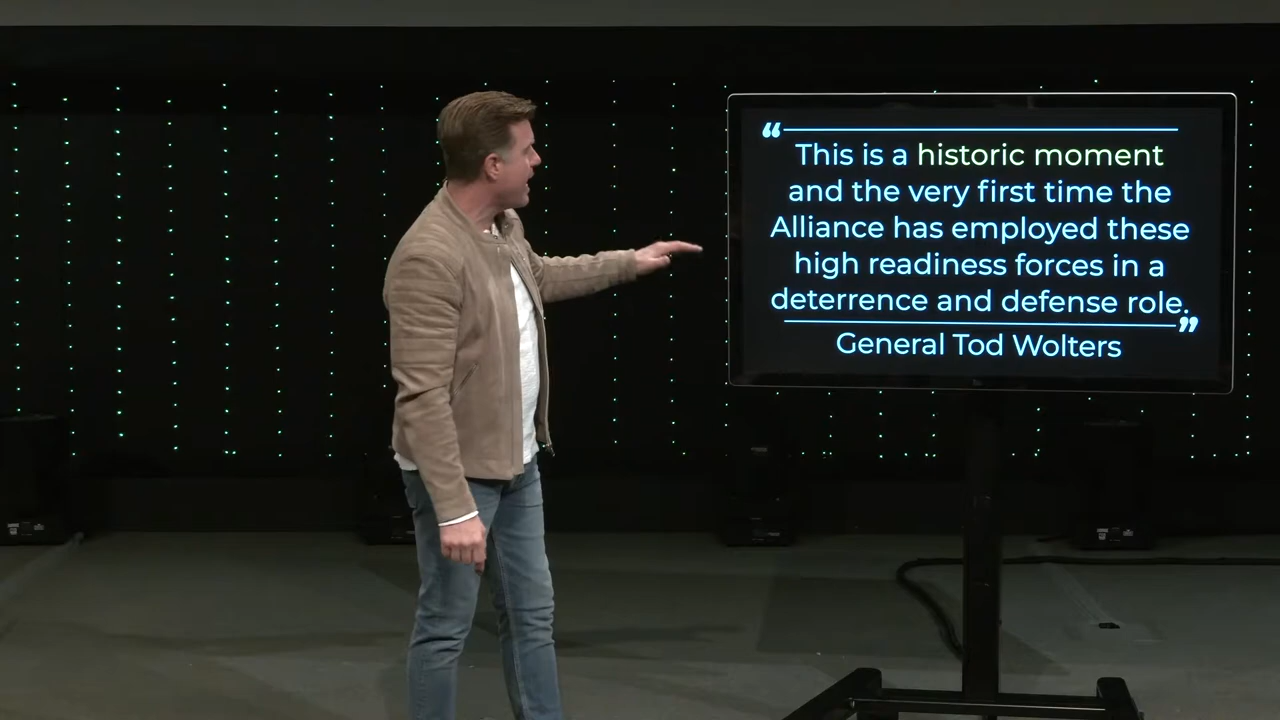 “
This is a historic moment
and the very first time the
Alliance has employed these
high readiness forces in a
deterrence and defense role.
”
General Tod Wolters